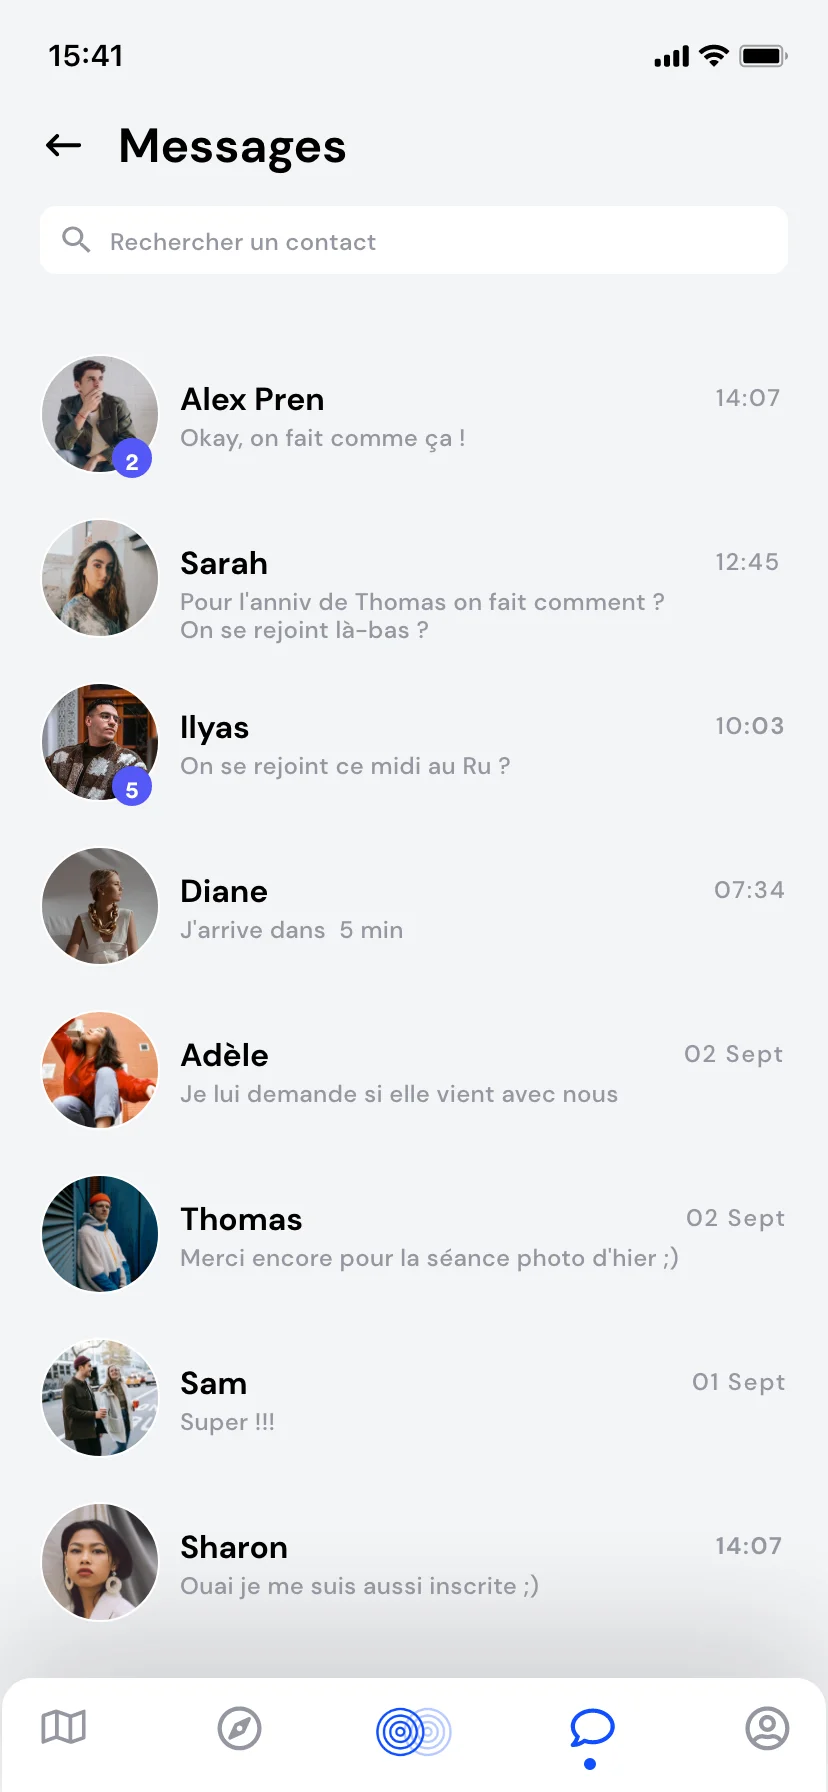 15:41
Messages
Rechercher un contact
Alex Pren
14:07
Okay, on fait comme ça !
2
Sarah
12:45
Pour l'anniv de Thomas on fait comment ?
On se rejoint là-bas ?
Ilyas
10:03
On se rejoint ce midi au Ru ?
5
Diane
07:34
J'arrive dans  5 min
Adèle
02 Sept
Je lui demande si elle vient avec nous
Thomas
02 Sept
Merci encore pour la séance photo d'hier ;)
Sam
01 Sept
Super !!!
Sharon
14:07
Ouai je me suis aussi inscrite ;)